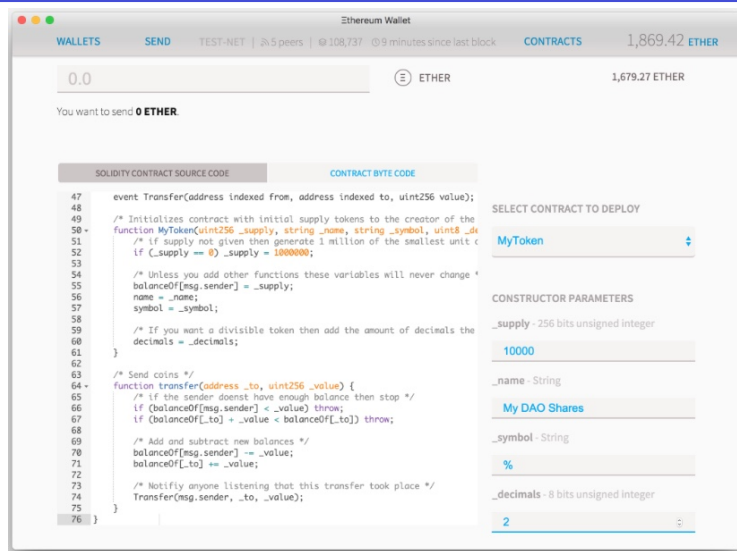 Ξthereum Wallet
WALLETS SEND TEST-NET | 5 peers | 108,737 9 minutes since last block CONTRACTS 1,869.42 ETHER
0.0 Ξ ETHER 1,679.27 ETHER
You want to send 0 ETHER.
SOLIDITY CONTRACT SOURCE CODE CONTRACT BYTE CODE
47 event Transfer(address indexed from, address indexed to, uint256 value);
48
49 /* Initializes contract with initial supply tokens to the creator of the
50 function MyToken(uint256 _supply, string _name, string _symbol, uint8 _de
51 /* if supply not given then generate 1 million of the smallest unit o
52 if (_supply == 0) _supply = 1000000;
53
54 /* Unless you add other functions these variables will never change *
55 balanceOf[msg.sender] = _supply;
56 name = _name;
57 symbol = _symbol;
58
59 /* If you want a divisible token then add the amount of decimals the
60 decimals = _decimals;
61 }
62
63 /* Send coins */
64 function transfer(address _to, uint256 _value) {
65 /* if the sender doenst have enough balance then stop */
66 if (balanceOf[msg.sender] < _value) throw;
67 if (balanceOf[_to] + _value < balanceOf[_to]) throw;
68
69 /* Add and subtract new balances */
70 balanceOf[msg.sender] -= _value;
71 balanceOf[_to] += _value;
72
73 /* Notifiy anyone listening that this transfer took place */
74 Transfer(msg.sender, _to, _value);
75 }
76 }
SELECT CONTRACT TO DEPLOY
MyToken
CONSTRUCTOR PARAMETERS
_supply - 256 bits unsigned integer
10000
_name - String
My DAO Shares
_symbol - String
%
_decimals - 8 bits unsigned integer
2